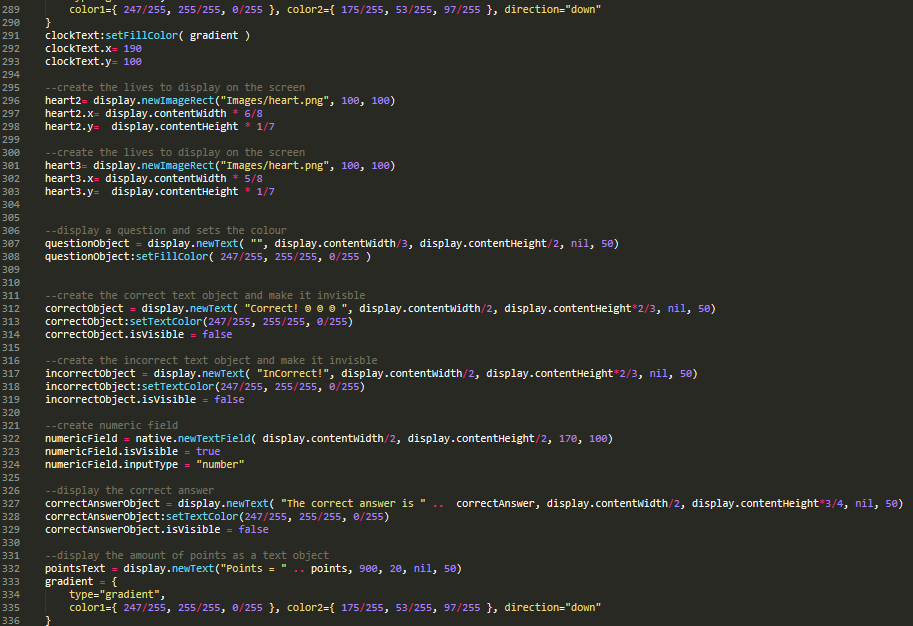 289 color1={ 247/255, 255/255, 0/255 }, color2={ 175/255, 53/255, 97/255 }, direction="down"
290 }
291 clockText:setFillColor( gradient )
292 clockText.x= 190
293 clockText.y= 100
294
295 --create the lives to display on the screen
296 heart2= display.newImageRect("Images/heart.png", 100, 100)
297 heart2.x= display.contentWidth * 6/8
298 heart2.y=  display.contentHeight * 1/7
299
300 --create the lives to display on the screen
301 heart3= display.newImageRect("Images/heart.png", 100, 100)
302 heart3.x= display.contentWidth * 5/8
303 heart3.y=  display.contentHeight * 1/7
304
305
306 --display a question and sets the colour
307 questionObject = display.newText( "", display.contentWidth/3, display.contentHeight/2, nil, 50)
308 questionObject:setFillColor( 247/255, 255/255, 0/255 )
309
310
311 --create the correct text object and make it invisble
312 correctObject = display.newText( "Correct! 0 0 0 ", display.contentWidth/2, display.contentHeight*2/3, nil, 50)
313 correctObject:setTextColor(247/255, 255/255, 0/255)
314 correctObject.isVisible = false
315
316 --create the incorrect text object and make it invisble
317 incorrectObject = display.newText( "InCorrect!", display.contentWidth/2, display.contentHeight*2/3, nil, 50)
318 incorrectObject:setTextColor(247/255, 255/255, 0/255)
319 incorrectObject.isVisible = false
320
321 --create numeric field
322 numericField = native.newTextField( display.contentWidth/2, display.contentHeight/2, 170, 100)
323 numericField.isVisible = true
324 numericField.inputType = "number"
325
326 --display the correct answer
327 correctAnswerObject = display.newText( "The correct answer is " ..  correctAnswer, display.contentWidth/2, display.contentHeight*3/4, nil, 50)
328 correctAnswerObject:setTextColor(247/255, 255/255, 0/255)
329 correctAnswerObject.isVisible = false
330
331 --display the amount of points as a text object
332 pointsText = display.newText("Points = " .. points, 900, 20, nil, 50)
333 gradient = {
334 type="gradient",
335 color1={ 247/255, 255/255, 0/255 }, color2={ 175/255, 53/255, 97/255 }, direction="down"
336 }